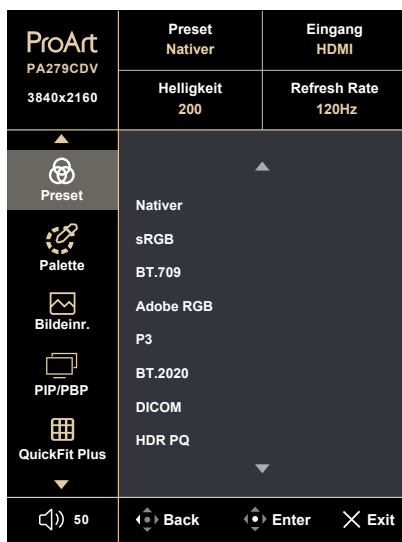 ProArt
PA279CDV
3840x2160
Preset
Nativer
Eingang
HDMI
Helligkeit
200
Refresh Rate
120Hz
Preset
Palette
Bildeinr.
PIP/PBP
QuickFit Plus
Nativer
sRGB
BT.709
Adobe RGB
P3
BT.2020
DICOM
HDR PQ
50
Back
Enter
Exit